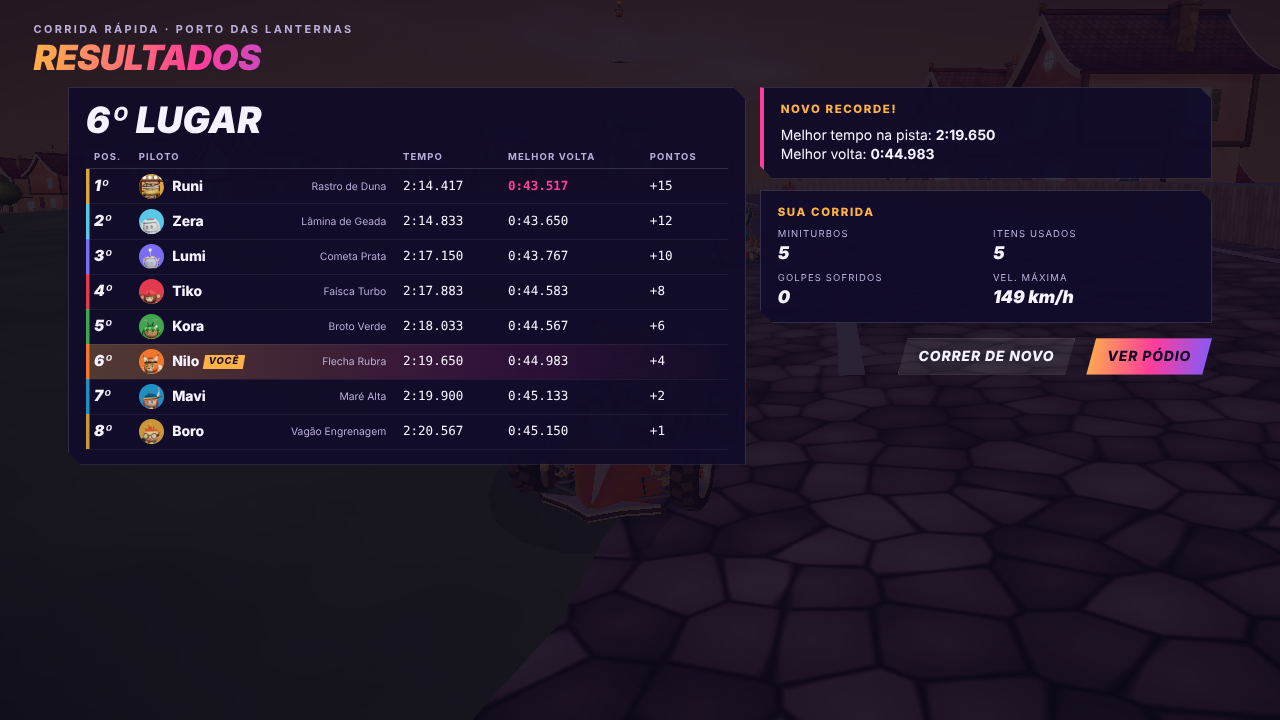 CORRIDA RÁPIDA · PORTO DAS LANTERNAS
RESULTADOS
6º LUGAR
POS. PILOTO TEMPO MELHOR VOLTA PONTOS
1º Runi Rastro de Duna 2:14.417 0:43.517 +15
2º Zera Lâmina de Geada 2:14.833 0:43.650 +12
3º Lumi Cometa Prata 2:17.150 0:43.767 +10
4º Tiko Faísca Turbo 2:17.883 0:44.583 +8
5º Kora Broto Verde 2:18.033 0:44.567 +6
6º Nilo VOCÊ Flecha Rubra 2:19.650 0:44.983 +4
7º Mavi Maré Alta 2:19.900 0:45.133 +2
8º Boro Vagão Engrenagem 2:20.567 0:45.150 +1
NOVO RECORDE!
Melhor tempo na pista: 2:19.650
Melhor volta: 0:44.983
SUA CORRIDA
MINITURBOS ITENS USADOS
5 5
GOLPES SOFRIDOS VEL. MÁXIMA
0 149 km/h
CORRER DE NOVO VER PÓDIO